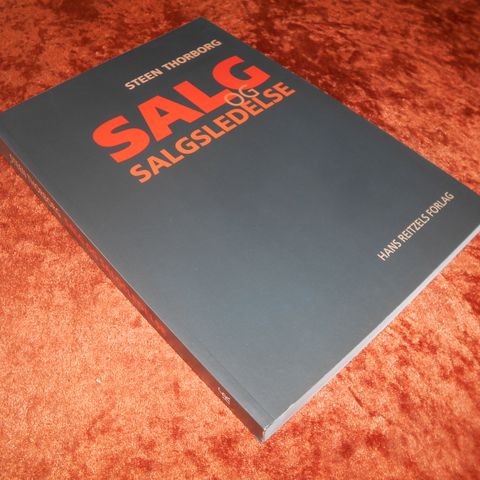 STEEN THORBORG
SALG
OG
SALGSLEDELSE
HANS REITZELS FORLAG